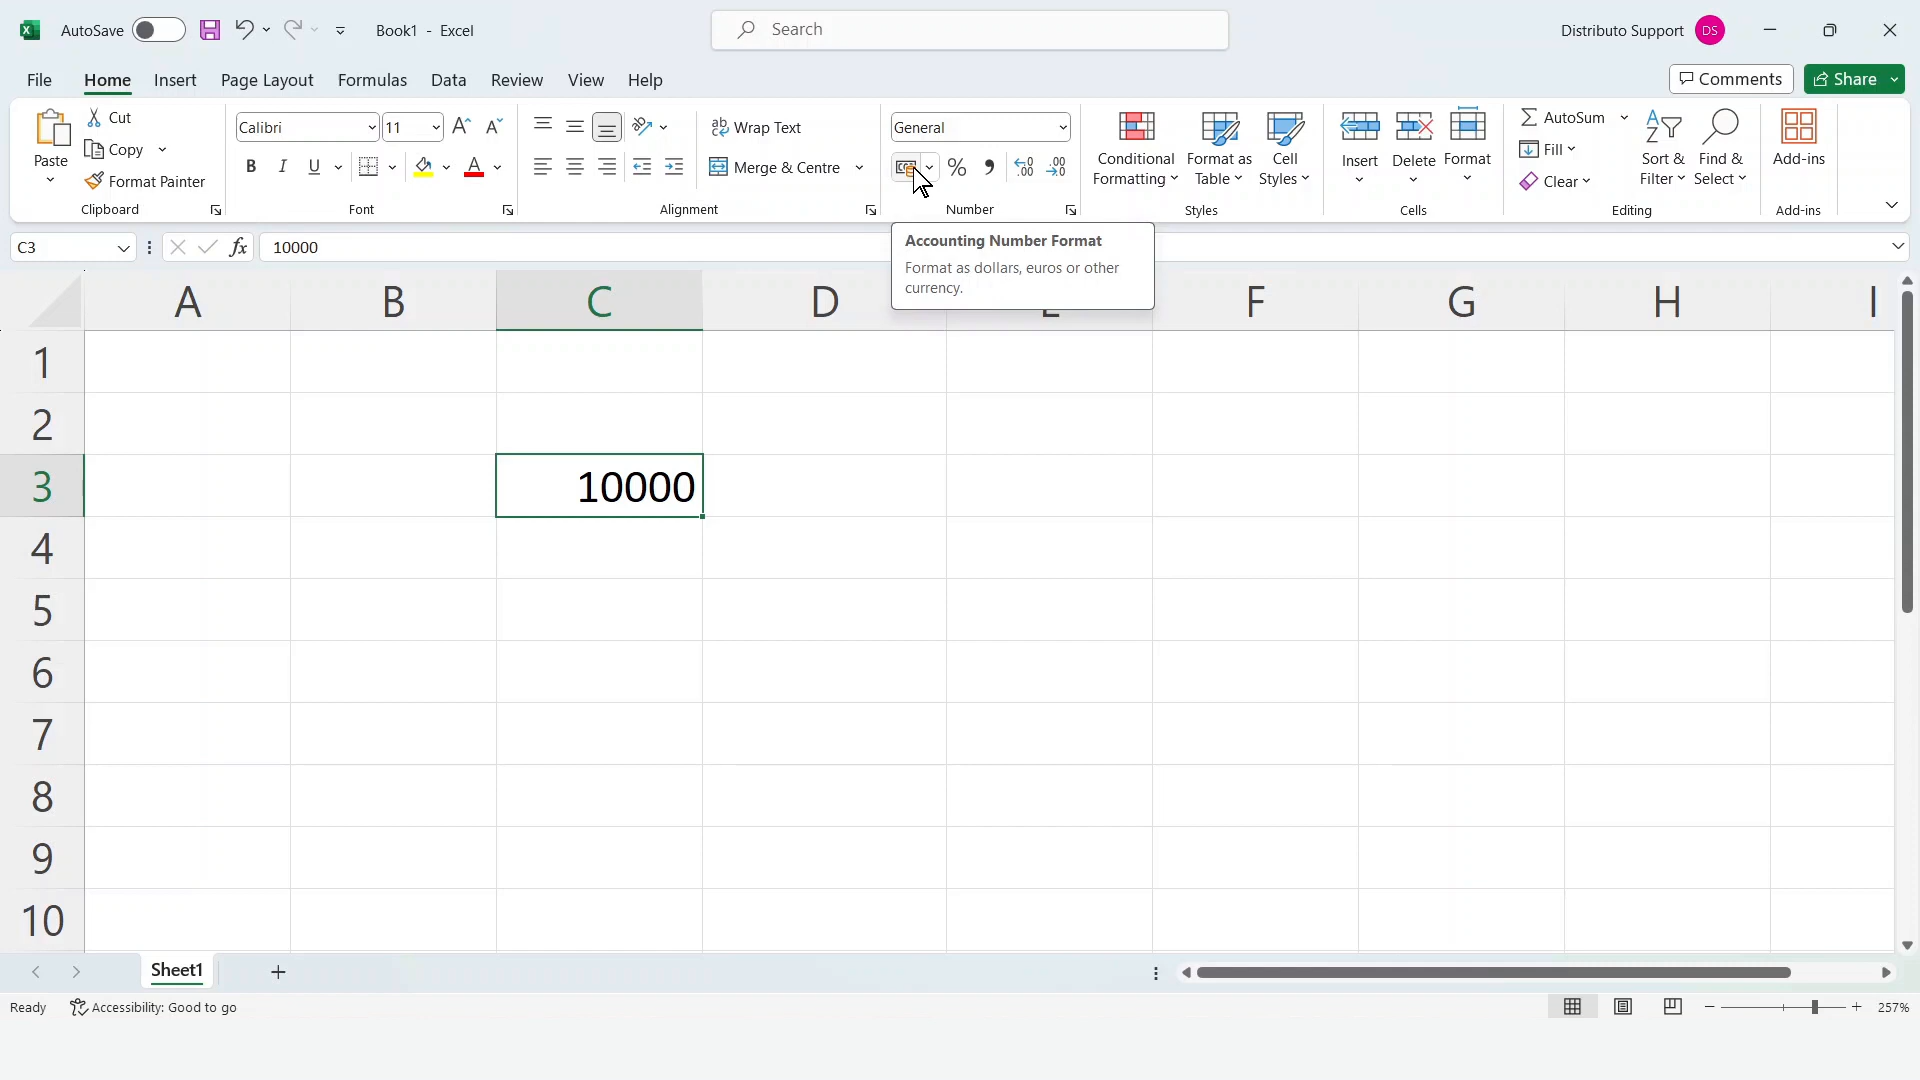 AutoSave
Book1 - Excel
Search
Distributo Support
DS
File
Home
Insert
Page Layout
Formulas
Data
Review
View
Help
Comments
Share
Paste
Cut
Copy
Format Painter
Clipboard
Calibri
11
B I U
A
Font
ab Wrap Text
Merge & Centre
Alignment
General
%
Number
Conditional
Formatting
Format as
Table
Cell
Styles
Styles
Insert
Delete
Format
Cells
AutoSum
Fill
Clear
Sort &
Filter
Find &
Select
Editing
Add-ins
Add-ins
C3
fx
10000
Accounting Number Format
Format as dollars, euros or other
currency.
A B C D E F G H I
1
2
3 10000
4
5
6
7
8
9
10
Sheet1
Ready
Accessibility: Good to go
257%